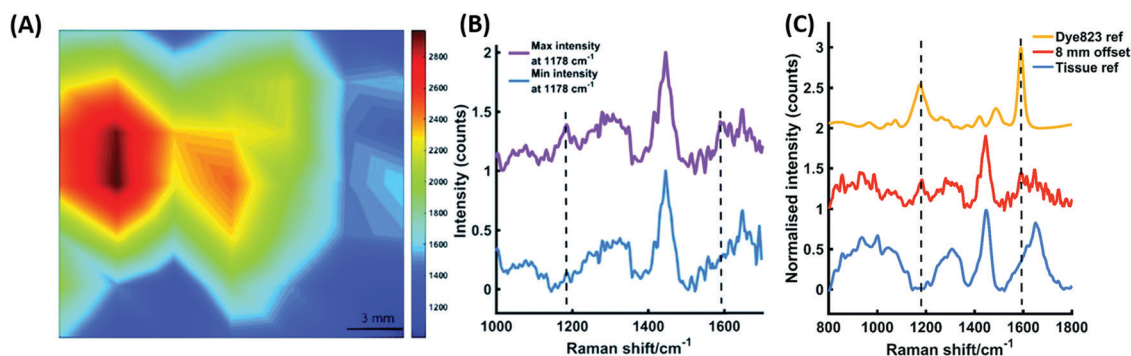 (A)
2800
2600
2400
2200
2000
1800
1600
1400
1200
1000
3 mm
(B)
Intensity (counts)
2
1.5
1
0.5
0
Max intensity
at 1178 cm⁻¹
Min intensity
at 1178 cm⁻¹
1000 1200 1400 1600
Raman shift/cm⁻¹
(C)
Normalised intensity (counts)
3
2.5
2
1.5
1
0.5
0
Dye823 ref
8 mm offset
Tissue ref
800 1000 1200 1400 1600 1800
Raman shift/cm⁻¹